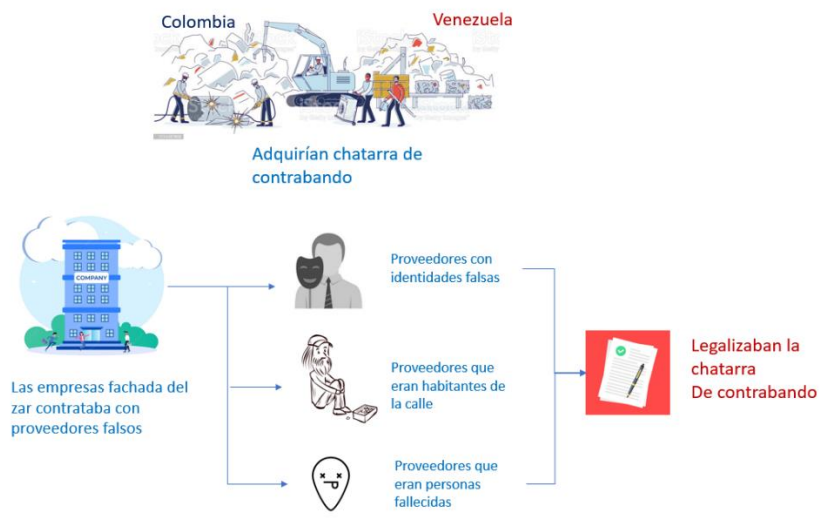 Colombia
Venezuela
Adquirían chatarra de
contrabando
COMPANY
Las empresas fachada del
zar contrataba con
proveedores falsos
Proveedores con
identidades falsas
Proveedores que
eran habitantes de
la calle
Proveedores que
eran personas
fallecidas
Legalizaban la
chatarra
De contrabando